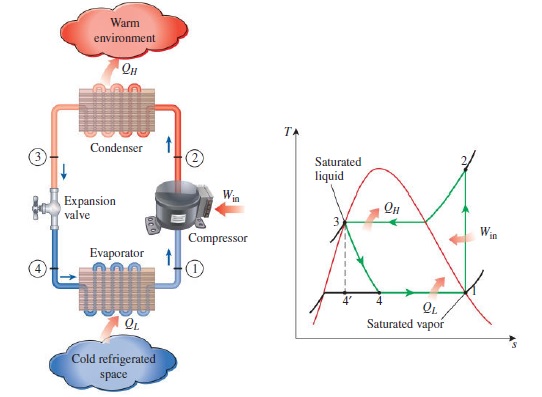 Warm
environment
QH
Condenser
3
2
Expansion
valve
Win
Compressor
Evaporator
4
1
QL
Cold refrigerated
space
T
Saturated
liquid
2
QH
3
Win
4'
4
1
QL
Saturated vapor
s